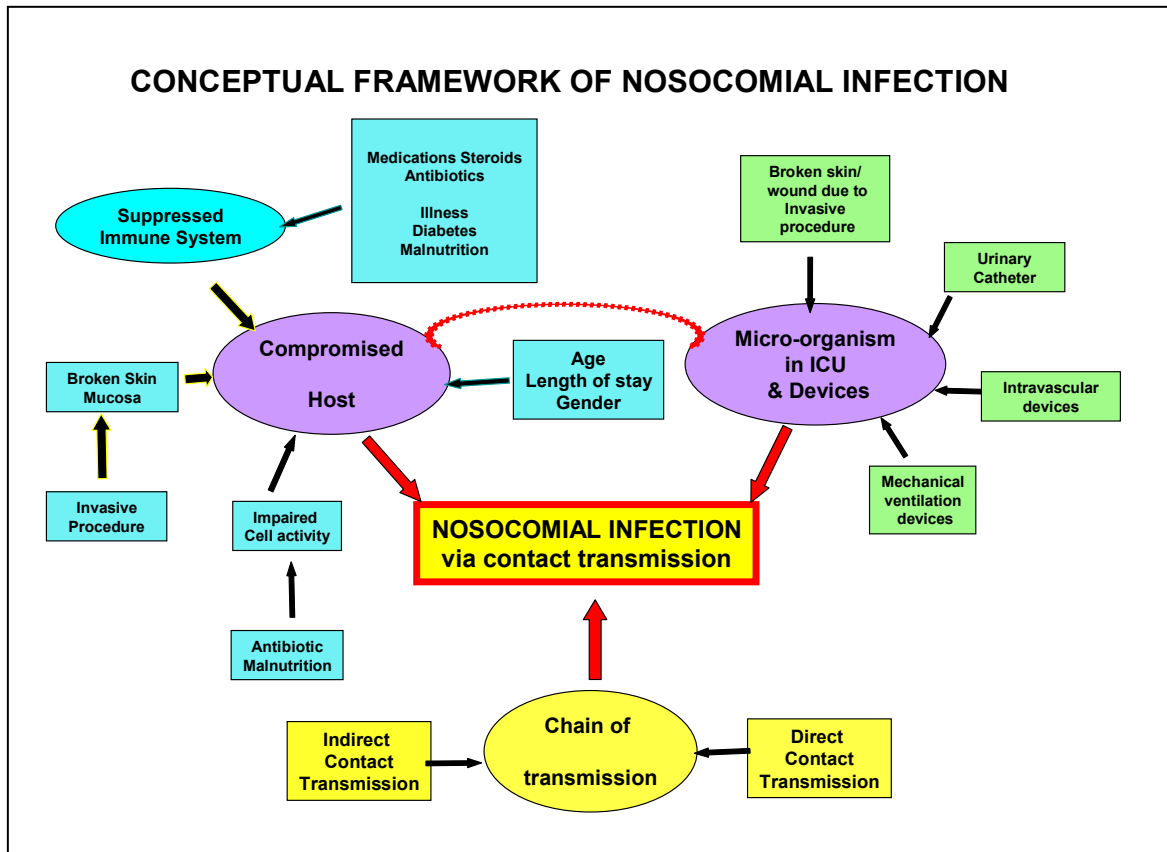 CONCEPTUAL FRAMEWORK OF NOSOCOMIAL INFECTION
Medications Steroids
Antibiotics
Illness
Diabetes
Malnutrition
Suppressed
Immune System
Broken skin/
wound due to
Invasive
procedure
Urinary
Catheter
Compromised
Host
Age
Length of stay
Gender
Micro-organism
in ICU
& Devices
Broken Skin
Mucosa
Intravascular
devices
Invasive
Procedure
Impaired
Cell activity
Mechanical
ventilation
devices
NOSOCOMIAL INFECTION
via contact transmission
Antibiotic
Malnutrition
Indirect
Contact
Transmission
Chain of
transmission
Direct
Contact
Transmission